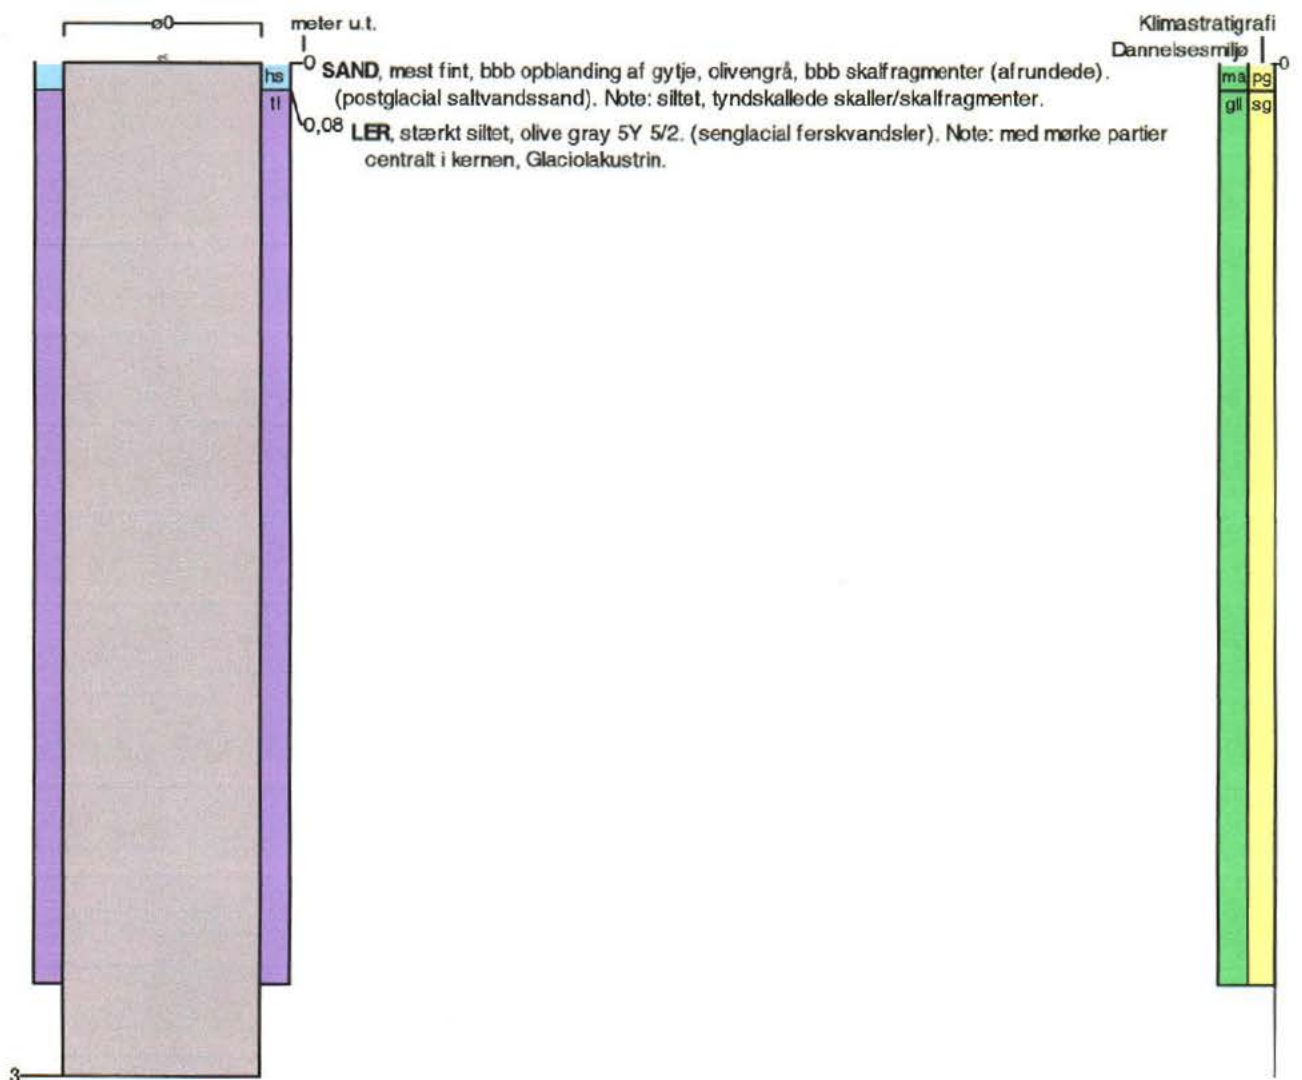 ø0
meter u.t.
Klimastratigrafi
Dannelsesmiljø
0
hs
SAND, mest fint, bbb opblanding af gytje, olivengrå, bbb skalfragmenter (afrundede).
ma pg
(postglacial saltvandssand). Note: siltet, tyndskallede skaller/skalfragmenter.
tl
gll sg
0,08
LER, stærkt siltet, olive gray 5Y 5/2. (senglacial ferskvandsler). Note: med mørke partier
centralt i kernen, Glaciolakustrin.
0
3